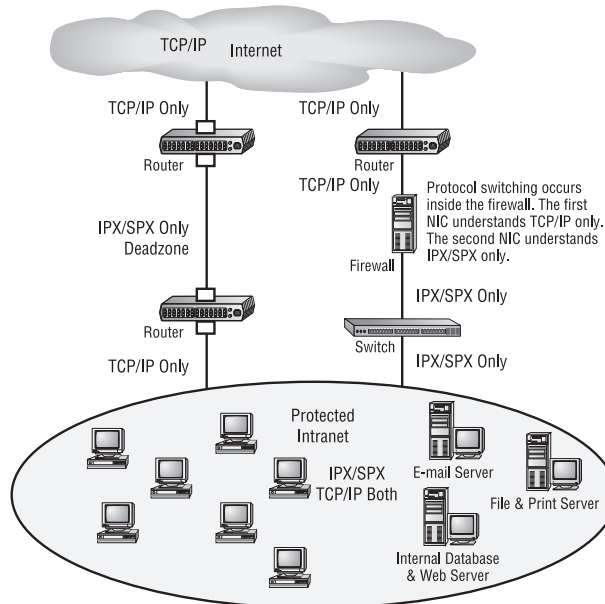 TCP/IP
Internet
TCP/IP Only
TCP/IP Only
Router
Router
TCP/IP Only
Protocol switching occurs
inside the firewall. The first
NIC understands TCP/IP only.
The second NIC understands
IPX/SPX only.
IPX/SPX Only
Deadzone
Firewall
IPX/SPX Only
Router
Switch
TCP/IP Only
IPX/SPX Only
Protected
Intranet
IPX/SPX
TCP/IP Both
E-mail Server
File & Print Server
Internal Database
& Web Server